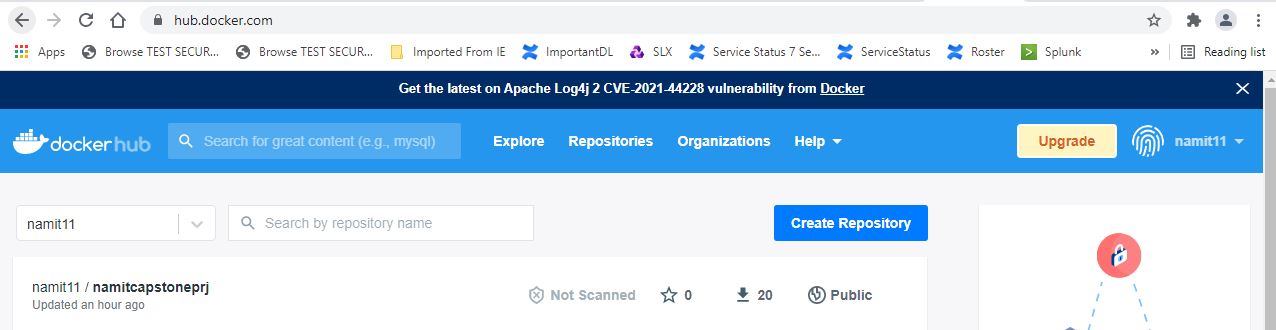 hub.docker.com
Apps Browse TEST SECUR... Browse TEST SECUR... Imported From IE ImportantDL SLX Service Status 7 Se... ServiceStatus Roster Splunk » Reading list
Get the latest on Apache Log4j 2 CVE-2021-44228 vulnerability from Docker
dockerhub Search for great content (e.g., mysql) Explore Repositories Organizations Help Upgrade namit11
namit11 Search by repository name Create Repository
namit11 / namitcapstoneprj
Not Scanned 0 20 Public
Updated an hour ago